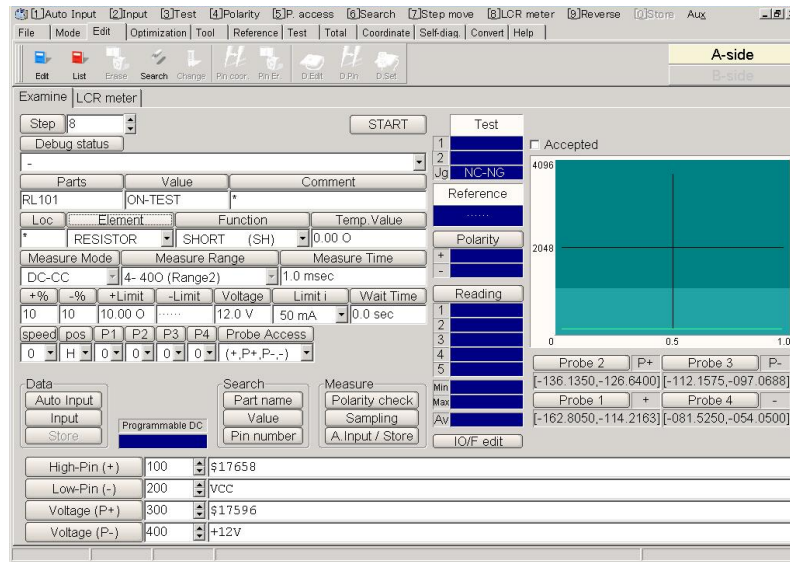 [1]Auto Input [2]Input [3]Test [4]Polarity [5]P. access [6]Search [7]Step move [8]LCR meter [9]Reverse [0]Store Aux
File Mode Edit Optimization Tool Reference Test Total Coordinate Self-diag. Convert Help
Edit List Erase Search Change Pin coor. Pin Er. D.Edit D.Pin D.Set
A-side
B-side
Examine LCR meter
Step 8 START Test
Debug status 1 Accepted
- 2
Parts Value Comment Jg NC-NG 4096
RL101 ON-TEST * Reference
Loc Element Function Temp.Value ······
* RESISTOR SHORT (SH) 0.00 O Polarity
Measure Mode Measure Range Measure Time + 2048
DC-CC 4- 40O (Range2) 1.0 msec -
+% -% +Limit -Limit Voltage Limit i Wait Time Reading
10 10 10.00 O ······ 12.0 V 50 mA 0.0 sec 1
speed pos P1 P2 P3 P4 Probe Access 2
0 H 0 0 0 0 (+,P+,P-,-) 3
0 0.5 1.0
4 Probe 2 P+ Probe 3 P-
5 [-136.1350,-126.6400] [-112.1575,-097.0688]
Data Search Measure Min
Auto Input Part name Polarity check Max Probe 1 + Probe 4 -
Input Programmable DC Value Sampling Av [-162.8050,-114.2163] [-081.5250,-054.0500]
Store Pin number A.Input / Store IO/F edit
High-Pin (+) 100 $17658
Low-Pin (-) 200 VCC
Voltage (P+) 300 $17596
Voltage (P-) 400 +12V